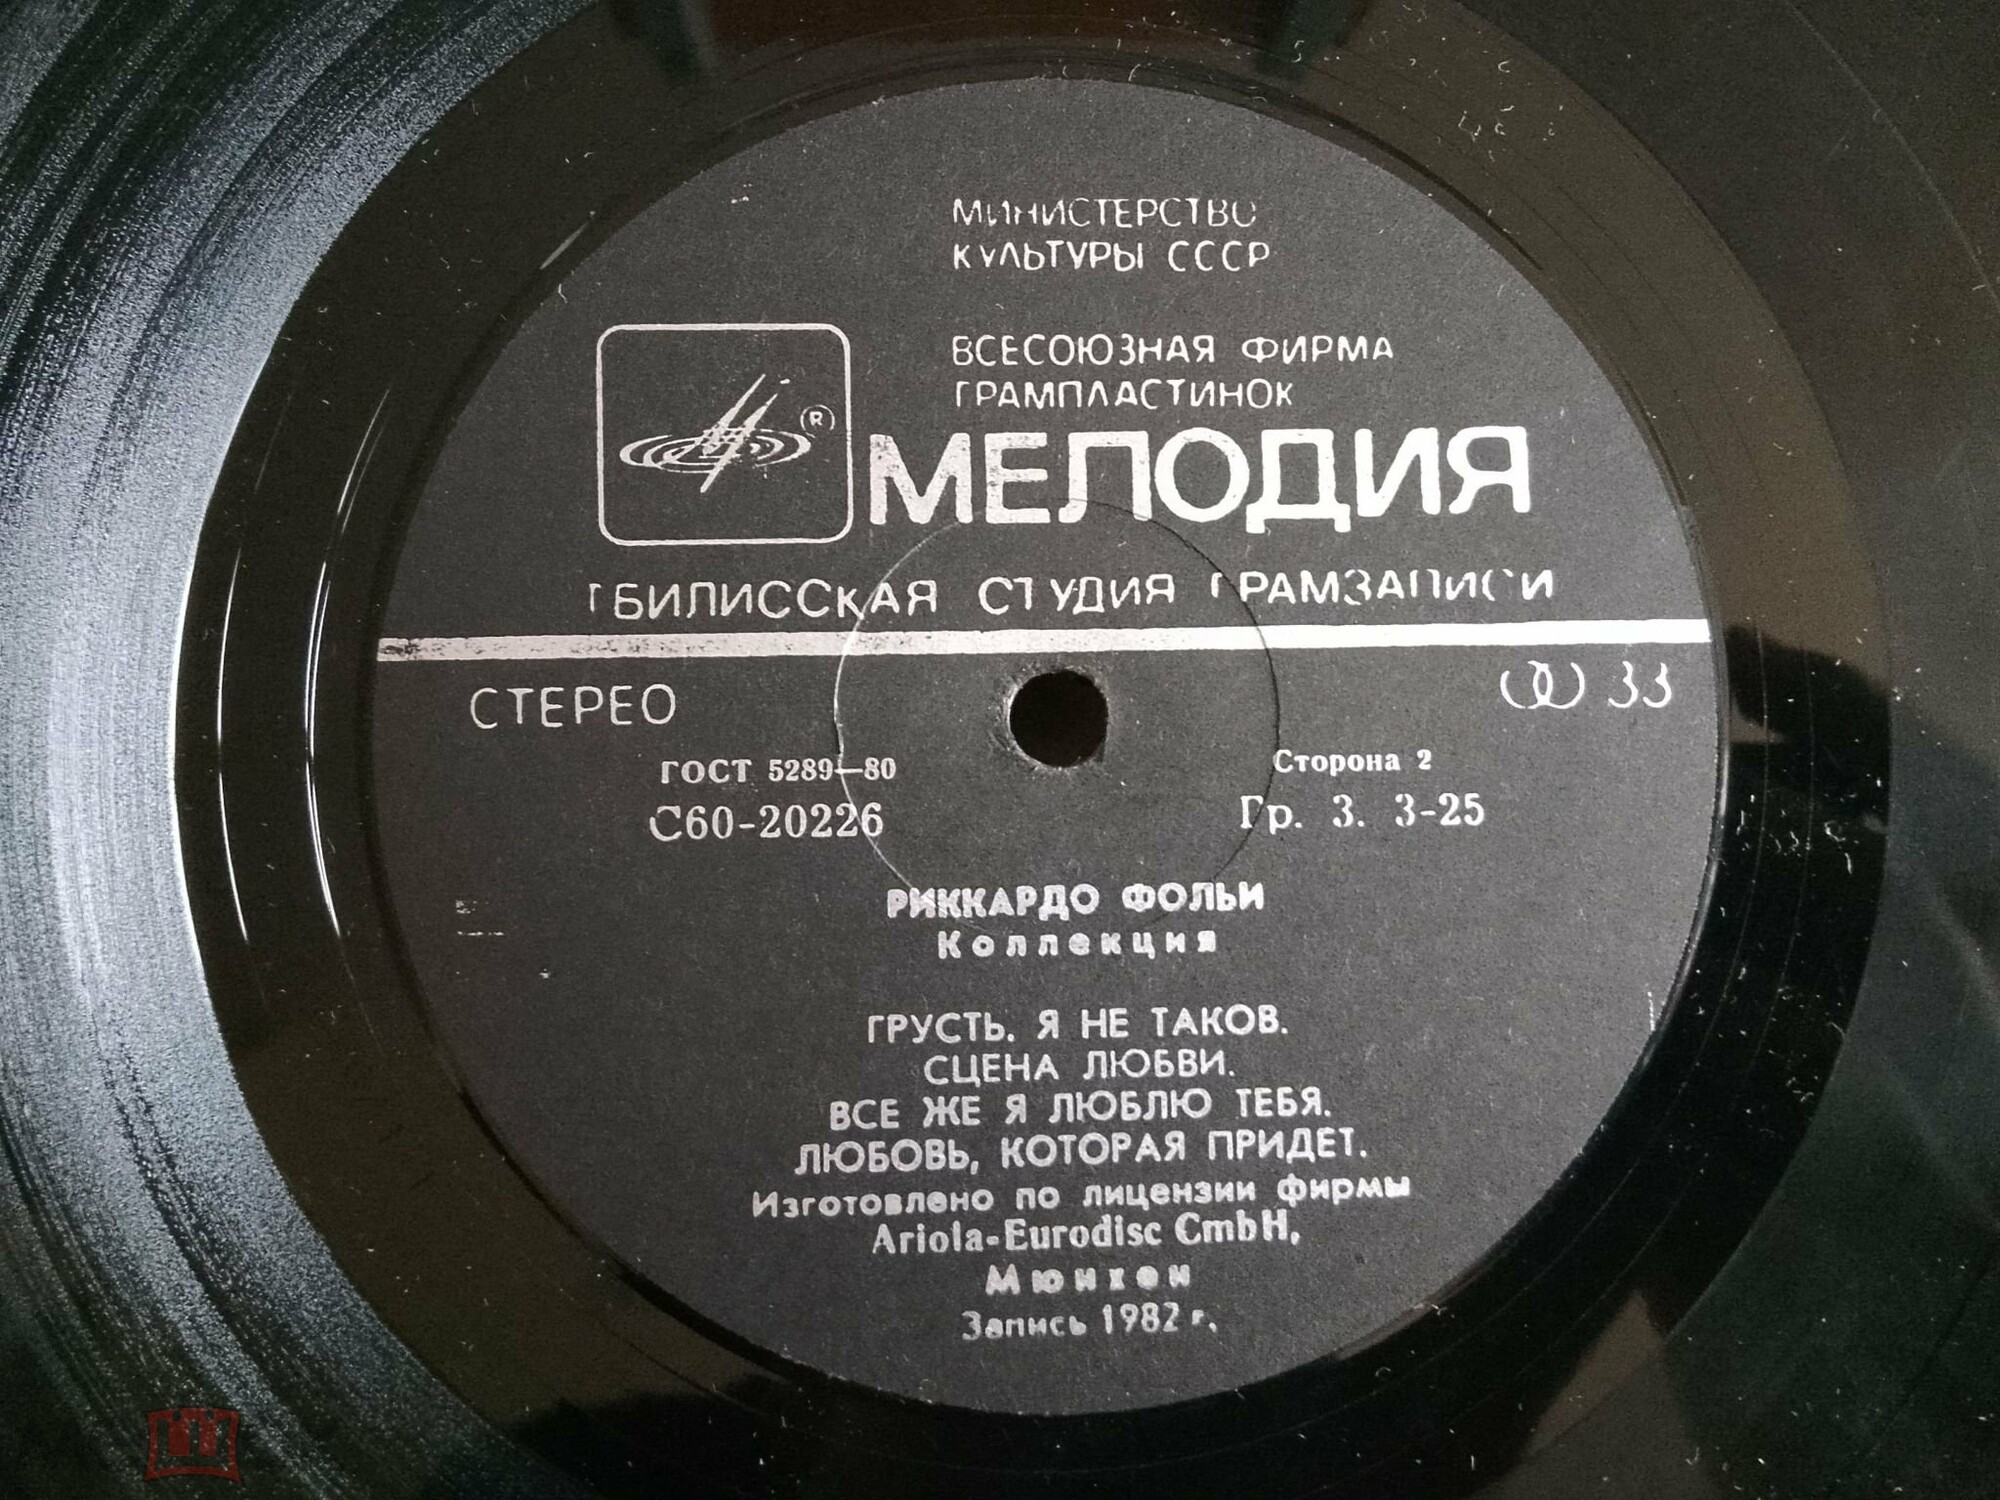 МИНИСТЕРСТВО
КУЛЬТУРЫ СССР
ВСЕСОЮЗНАЯ ФИРМА
ГРАМПЛАСТИНОК
®
МЕЛОДИЯ
ТБИЛИССКАЯ СТУДИЯ ГРАМЗАПИСИ
СТЕРЕО
33
ГОСТ 5289—80
Сторона 2
С60-20226
Гр. 3. 3-25
РИККАРДО ФОЛЬИ
Коллекция
ГРУСТЬ. Я НЕ ТАКОВ.
СЦЕНА ЛЮБВИ.
ВСЕ ЖЕ Я ЛЮБЛЮ ТЕБЯ.
ЛЮБОВЬ, КОТОРАЯ ПРИДЕТ.
Изготовлено по лицензии фирмы
Ariola-Eurodisc CmbH,
Мюнхен
Запись 1982 г.